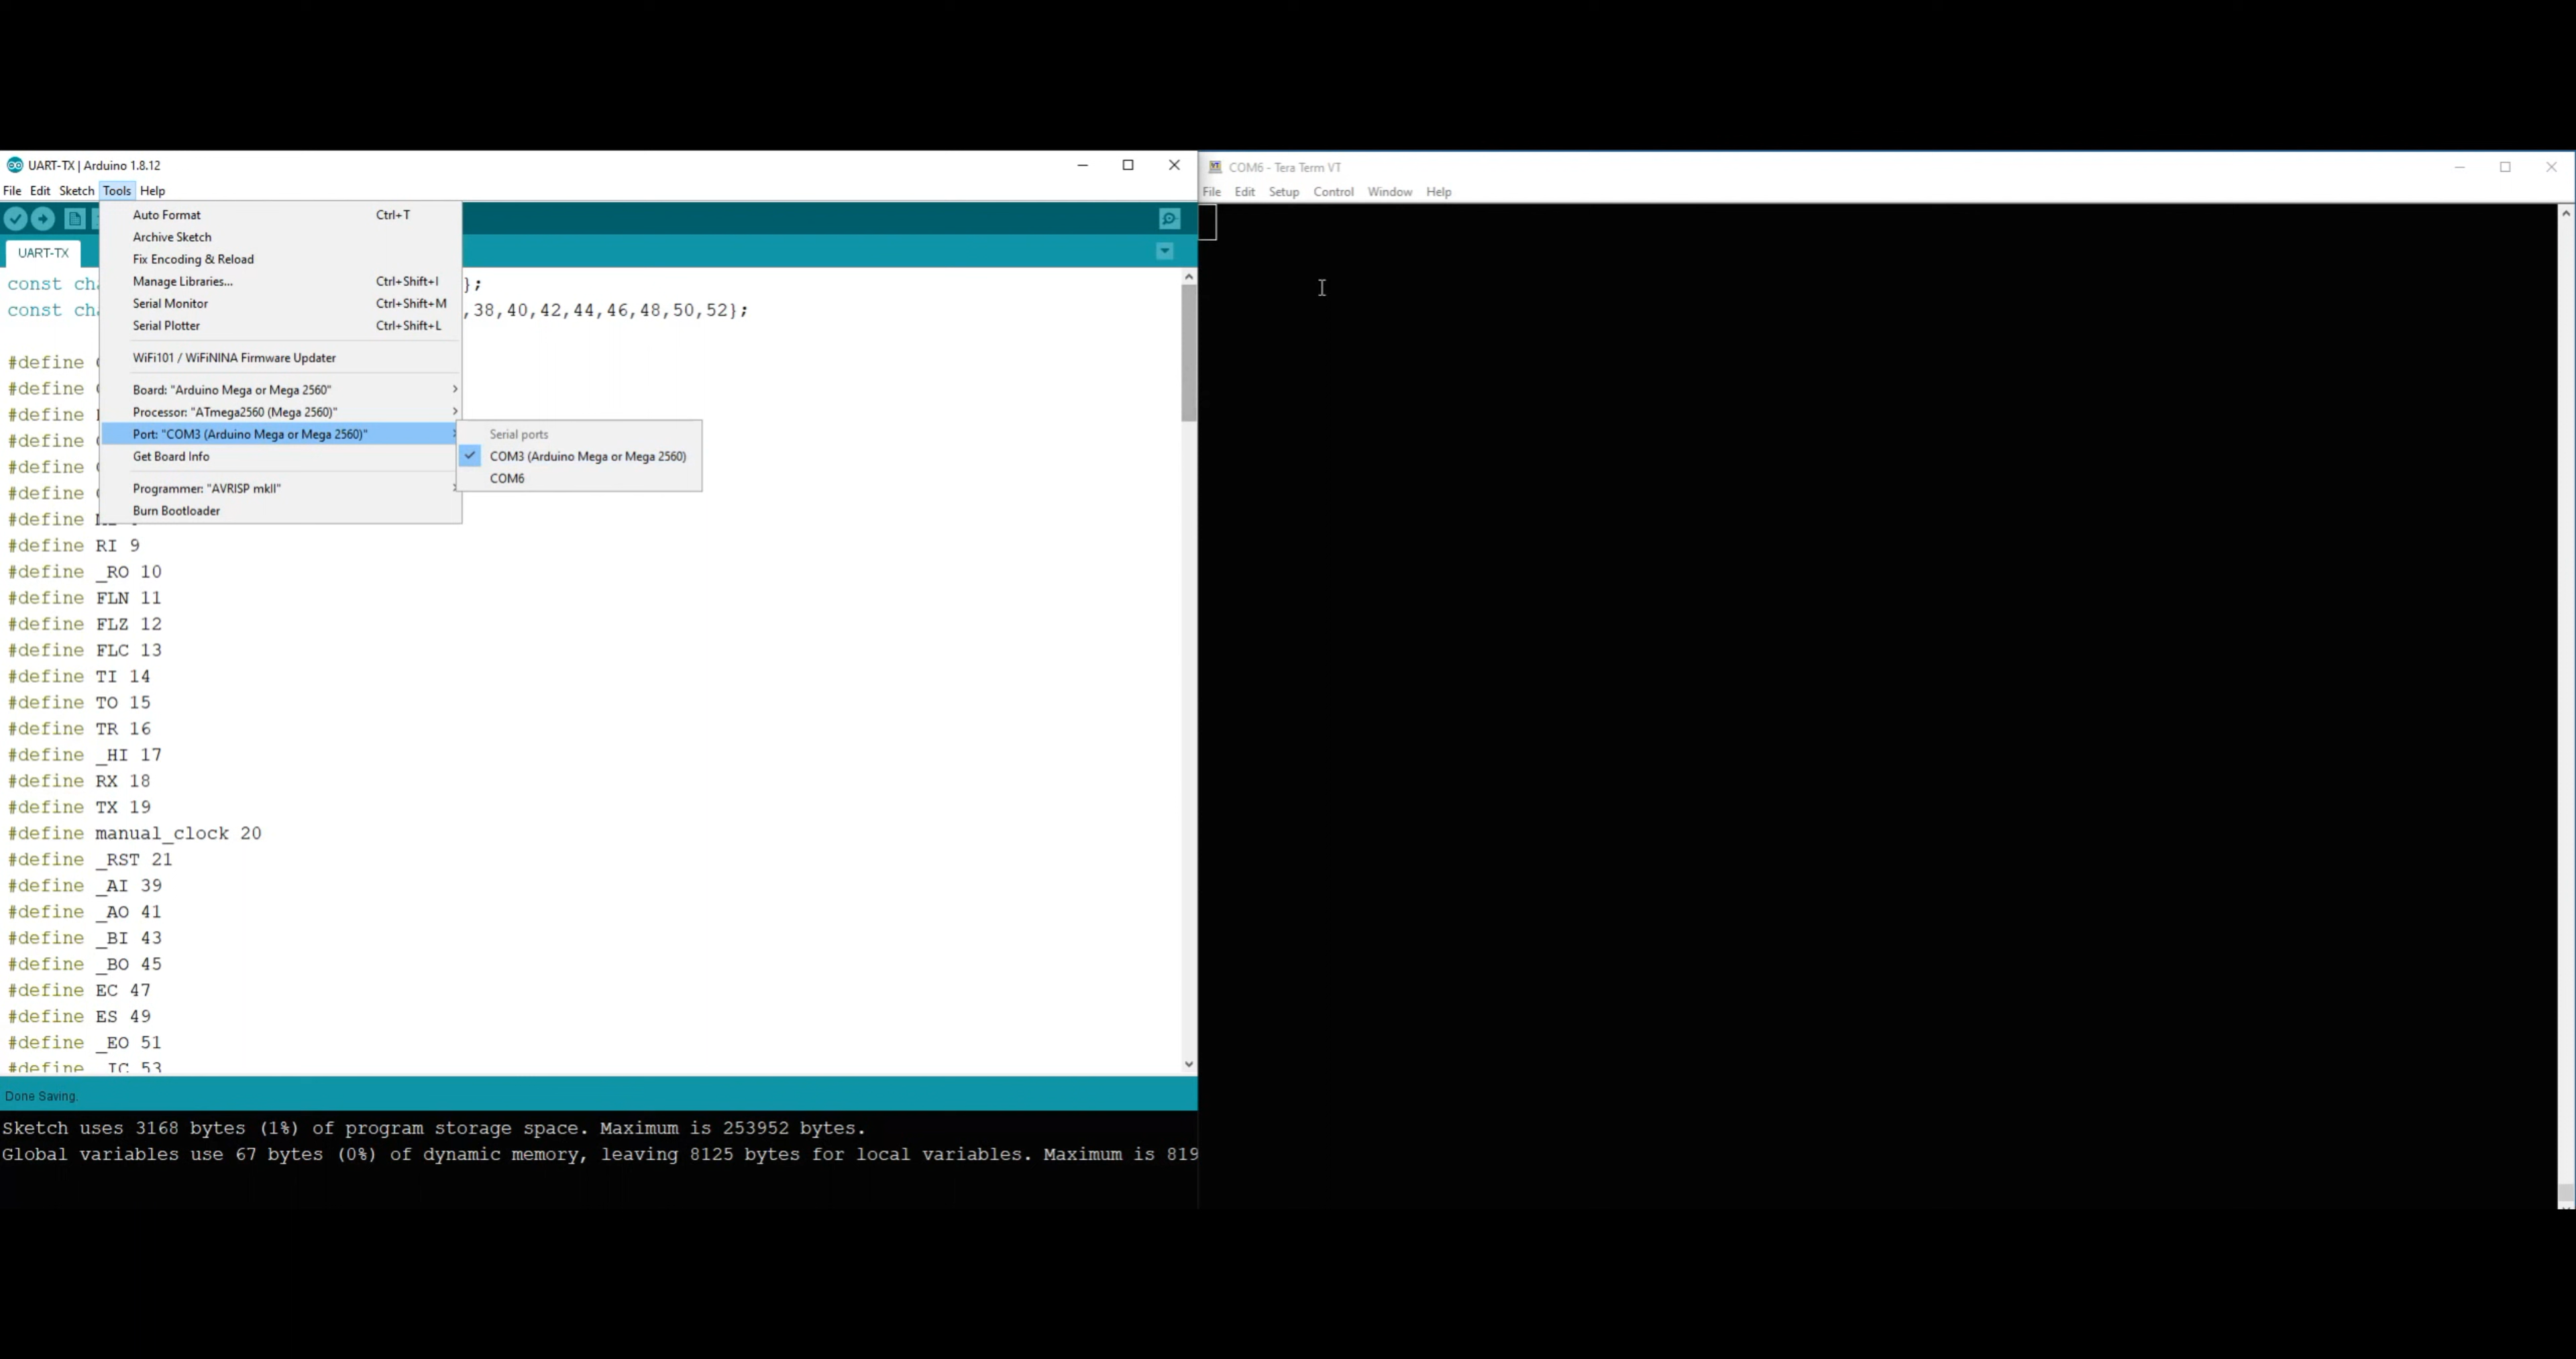 UART-TX | Arduino 1.8.12
File Edit Sketch Tools Help
Auto Format Ctrl+T
Archive Sketch
Fix Encoding & Reload
Manage Libraries... Ctrl+Shift+I
Serial Monitor Ctrl+Shift+M
Serial Plotter Ctrl+Shift+L
WiFi101 / WiFiNINA Firmware Updater
Board: "Arduino Mega or Mega 2560"
Processor: "ATmega2560 (Mega 2560)"
Port: "COM3 (Arduino Mega or Mega 2560)"
Get Board Info
Programmer: "AVRISP mkII"
Burn Bootloader
Serial ports
COM3 (Arduino Mega or Mega 2560)
COM6
UART-TX
const cha };
const cha ,38,40,42,44,46,48,50,52};
#define
#define
#define
#define
#define
#define
#define
#define RI 9
#define _RO 10
#define FLN 11
#define FLZ 12
#define FLC 13
#define TI 14
#define TO 15
#define TR 16
#define _HI 17
#define RX 18
#define TX 19
#define manual_clock 20
#define _RST 21
#define _AI 39
#define _AO 41
#define _BI 43
#define _BO 45
#define EC 47
#define ES 49
#define _EO 51
#define _IC 53
Done Saving.
Sketch uses 3168 bytes (1%) of program storage space. Maximum is 253952 bytes.
Global variables use 67 bytes (0%) of dynamic memory, leaving 8125 bytes for local variables. Maximum is 819
COM6 - Tera Term VT
File Edit Setup Control Window Help